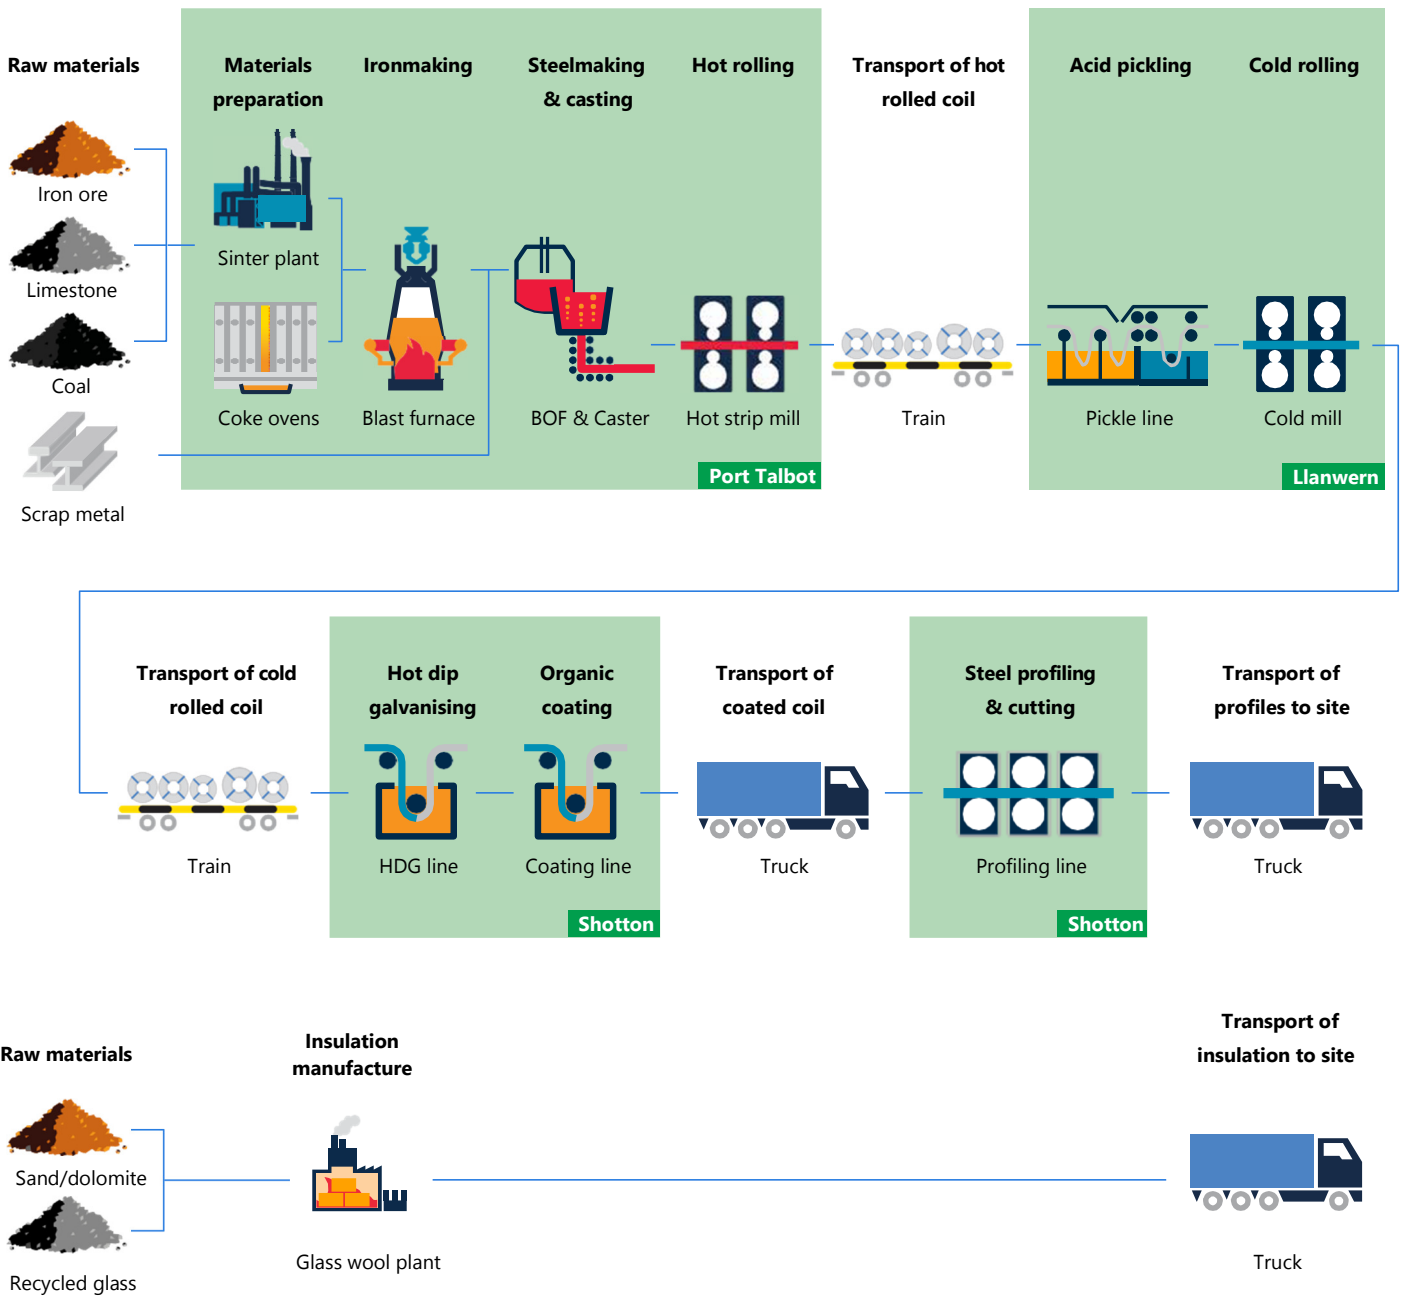 Raw materials
Materials
preparation
Ironmaking
Steelmaking
& casting
Hot rolling
Transport of hot
rolled coil
Acid pickling
Cold rolling
Iron ore
Limestone
Coal
Scrap metal
Sinter plant
Coke ovens
Blast furnace
BOF & Caster
Hot strip mill
Train
Pickle line
Cold mill
Port Talbot
Llanwern
Transport of cold
rolled coil
Hot dip
galvanising
Organic
coating
Transport of
coated coil
Steel profiling
& cutting
Transport of
profiles to site
Train
HDG line
Coating line
Truck
Profiling line
Truck
Shotton
Shotton
Raw materials
Insulation
manufacture
Transport of
insulation to site
Sand/dolomite
Recycled glass
Glass wool plant
Truck